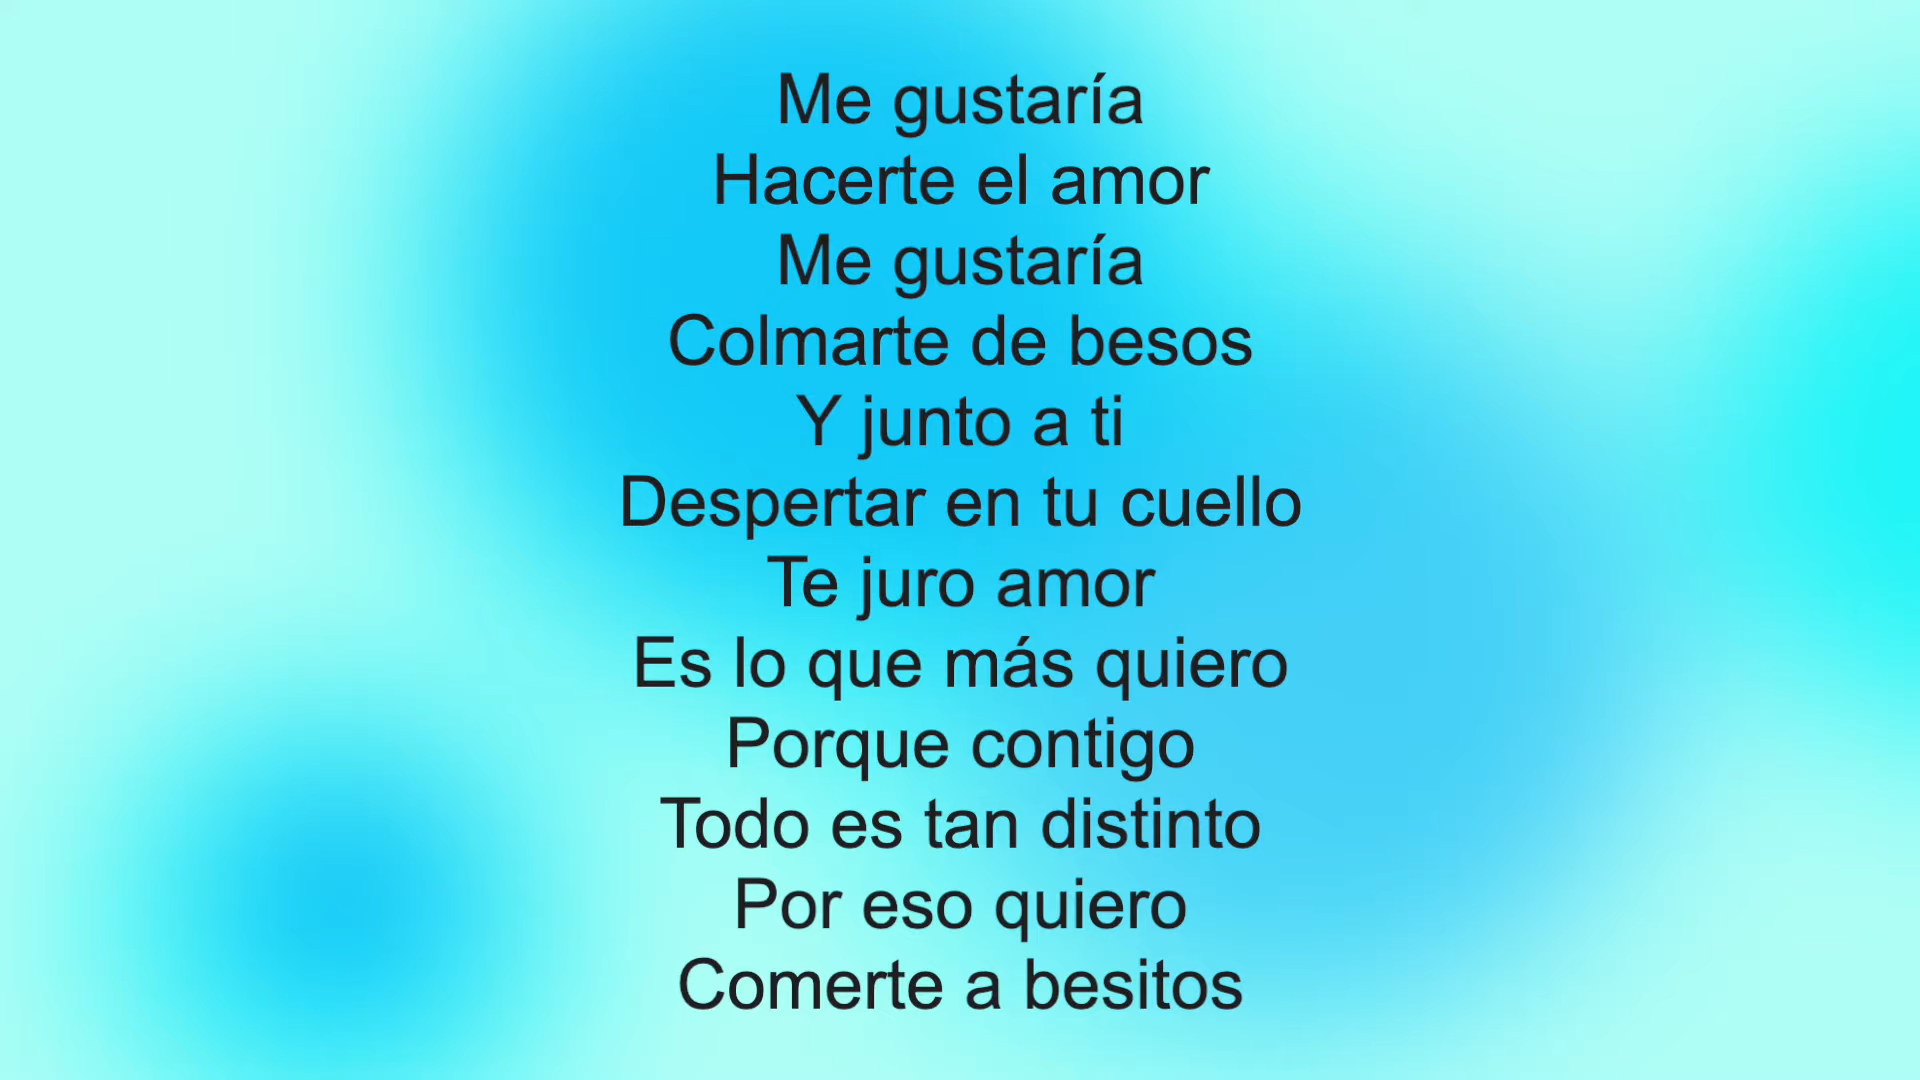 Me gustaría
Hacerte el amor
Me gustaría
Colmarte de besos
Y junto a ti
Despertar en tu cuello
Te juro amor
Es lo que más quiero
Porque contigo
Todo es tan distinto
Por eso quiero
Comerte a besitos